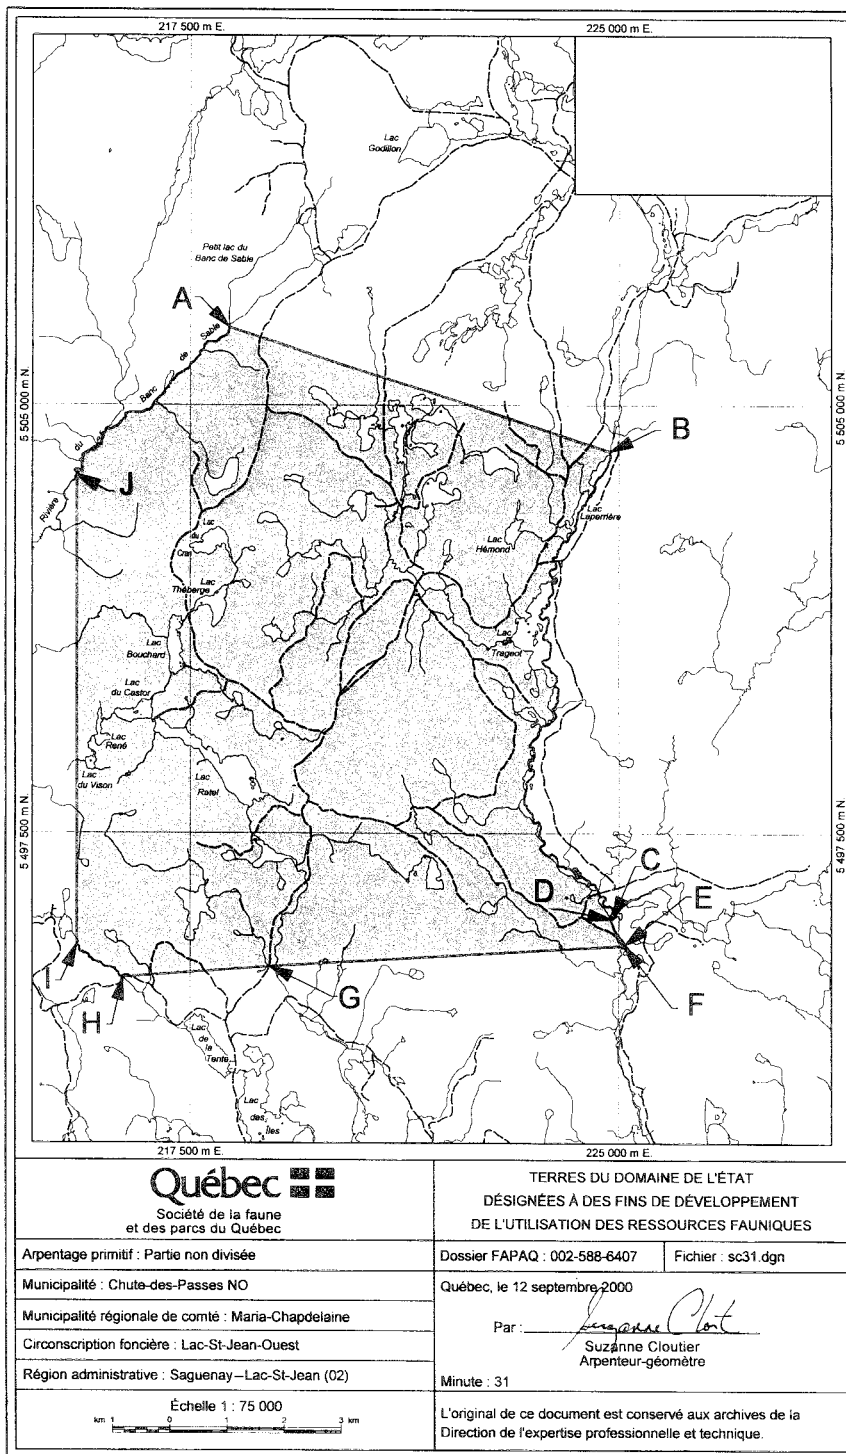 217 500 m E.
225 000 m E.
Lac
Godillon
Petit lac du
Banc de Sable
A
Rivière du Banc de Sable
5 505 000 m N.
5 505 000 m N.
B
J
Lac
Laperrière
Lac
du
Cran
Lac
Hémond
Lac
Théberge
Lac
Trageot
Lac
Bouchard
Lac
du Castor
Lac
René
Lac
du Vison
Lac
Ratel
5 497 500 m N.
5 497 500 m N.
C
D
E
I
H
G
F
Lac
de la
Tente
Lac
des
Îles
217 500 m E.
225 000 m E.
Québec
Société de la faune
et des parcs du Québec
TERRES DU DOMAINE DE L'ÉTAT
DÉSIGNÉES À DES FINS DE DÉVELOPPEMENT
DE L'UTILISATION DES RESSOURCES FAUNIQUES
Arpentage primitif : Partie non divisée
Dossier FAPAQ : 002-588-6407
Fichier : sc31.dgn
Municipalité : Chute-des-Passes NO
Québec, le 12 septembre 2000
Municipalité régionale de comté : Maria-Chapdelaine
Par :
Suzanne Cloutier
Arpenteur-géomètre
Circonscription foncière : Lac-St-Jean-Ouest
Région administrative : Saguenay–Lac-St-Jean (02)
Minute : 31
Échelle 1 : 75 000
km 1 0 1 2 3 km
L'original de ce document est conservé aux archives de la
Direction de l'expertise professionnelle et technique.